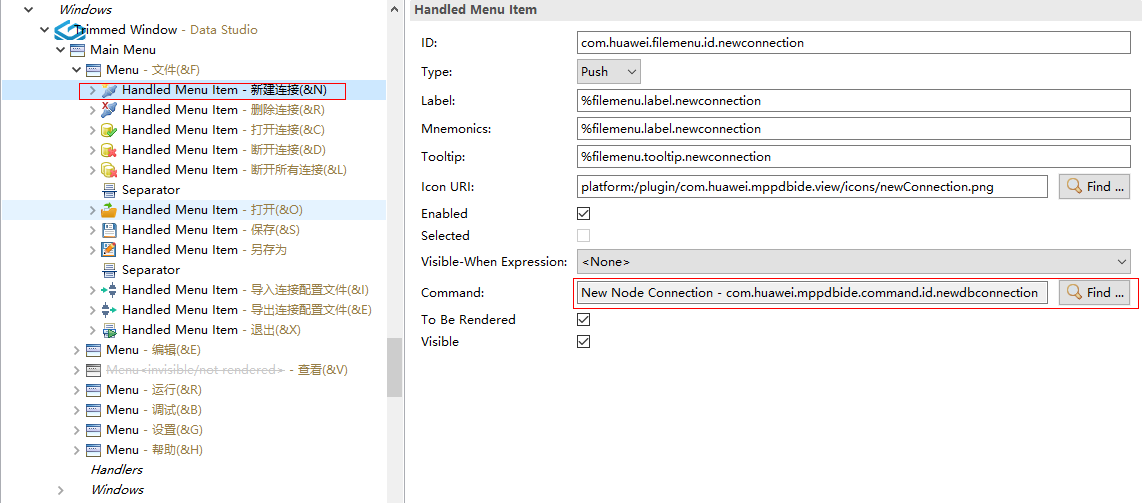 Windows
Trimmed Window - Data Studio
Main Menu
Menu - 文件(&F)
Handled Menu Item - 新建连接(&N)
Handled Menu Item - 删除连接(&R)
Handled Menu Item - 打开连接(&C)
Handled Menu Item - 断开连接(&D)
Handled Menu Item - 断开所有连接(&L)
Separator
Handled Menu Item - 打开(&O)
Handled Menu Item - 保存(&S)
Handled Menu Item - 另存为
Separator
Handled Menu Item - 导入连接配置文件(&I)
Handled Menu Item - 导出连接配置文件(&E)
Handled Menu Item - 退出(&X)
Menu - 编辑(&E)
Menu<invisible/not rendered> - 查看(&V)
Menu - 运行(&R)
Menu - 调试(&B)
Menu - 设置(&G)
Menu - 帮助(&H)
Handlers
Windows
Handled Menu Item
ID: com.huawei.filemenu.id.newconnection
Type: Push
Label: %filemenu.label.newconnection
Mnemonics: %filemenu.label.newconnection
Tooltip: %filemenu.tooltip.newconnection
Icon URI: platform:/plugin/com.huawei.mppdbide.view/icons/newConnection.png Find ...
Enabled
Selected
Visible-When Expression: <None>
Command: New Node Connection - com.huawei.mppdbide.command.id.newdbconnection Find ...
To Be Rendered
Visible